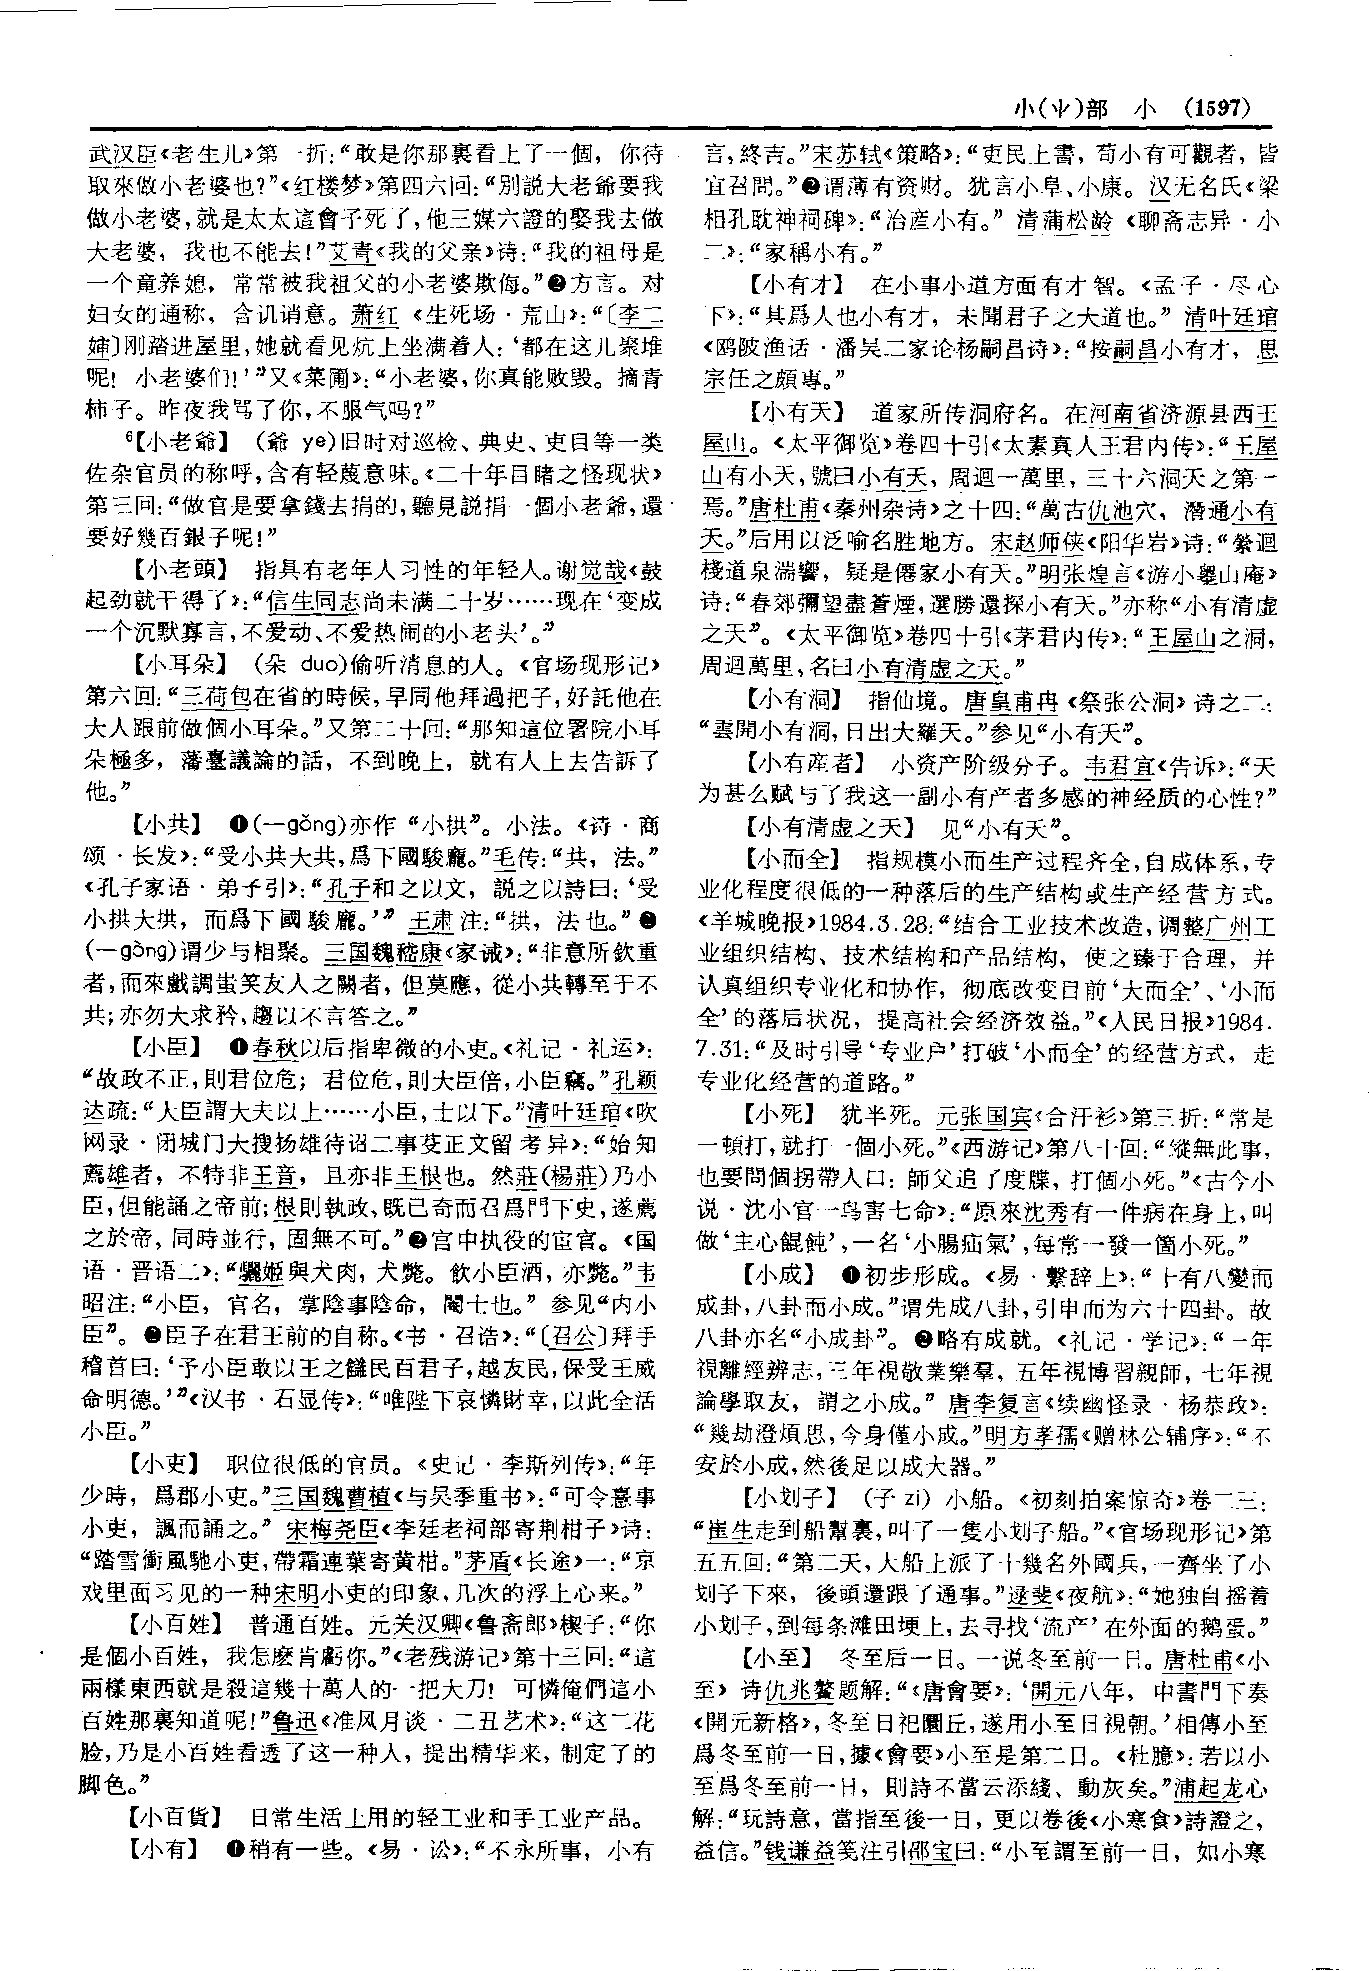 小(⺌)部　小　(1597)
武汉臣《老生儿》第一折：“敢是你那裏看上了一個，你待
取來做小老婆也？”《红楼梦》第四六回：“别説大老爺要我
做小老婆，就是太太這會子死了，他三媒六證的娶我去做
大老婆，我也不能去！”艾青《我的父亲》诗：“我的祖母是
一个童养媳，常常被我祖父的小老婆欺侮。”❷方言。对
妇女的通称，含讥诮意。萧红《生死场·荒山》：“〔李二
婶〕刚踏进屋里，她就看见炕上坐满着人：‘都在这儿聚堆
呢！小老婆们！’”又《菜圃》：“小老婆，你真能败毁。摘青
柿子。昨夜我骂了你，不服气吗？”
⁶【小老爺】（爺 ye)旧时对巡检、典史、吏目等一类
佐杂官员的称呼，含有轻蔑意味。《二十年目睹之怪现状》
第三回：“做官是要拿錢去捐的，聽見説捐一個小老爺，還
要好幾百銀子呢！”
【小老頭】　指具有老年人习性的年轻人。谢觉哉《鼓
起劲就干得了》：“信生同志尚未满二十岁……现在‘变成
一个沉默寡言，不爱动、不爱热闹的小老头’。”
【小耳朵】（朵 duo)偷听消息的人。《官场现形记》
第六回：“三荷包在省的時候，早同他拜過把子，好託他在
大人跟前做個小耳朵。”又第二十回：“那知這位署院小耳
朵極多，藩臺議論的話，不到晚上，就有人上去告訴了
他。”
【小共】　❶(—gǒng)亦作“小拱”。小法。《诗·商
颂·长发》：“受小共大共，爲下國駿厖。”毛传：“共，法。”
《孔子家语·弟子引》：“孔子和之以文，説之以詩曰：‘受
小拱大拱，而爲下國駿龐。’”王肃注：“拱，法也。”❷
(—gòng)谓少与相聚。三国魏嵇康《家诫》：“非意所欽重
者，而來戲調蚩笑友人之闕者，但莫應，從小共轉至于不
共；亦勿大求矜，趨以不言答之。”
【小臣】　❶春秋以后指卑微的小吏。《礼记·礼运》：
“故政不正，則君位危；君位危，則大臣倍，小臣竊。”孔颖
达疏：“大臣謂大夫以上……小臣，士以下。”清叶廷琯《吹
网录·闭城门大搜扬雄待诏二事荎正文留考异》：“始知
薦雄者，不特非王音，且亦非王根也。然莊(楊莊)乃小
臣，但能誦之帝前；根則執政，既已奇而召爲門下史，遂薦
之於帝，同時並行，固無不可。”❷宫中执役的宦官。《国
语·晋语二》：“驪姬與犬肉，犬斃。飲小臣酒，亦斃。”韦
昭注：“小臣，官名，掌陰事陰命，閹士也。”参见“内小
臣”。❸臣子在君王前的自称。《书·召诰》：“〔召公〕拜手
稽首曰：‘予小臣敢以王之讎民百君子，越友民，保受王威
命明德。’”《汉书·石显传》：“唯陛下哀憐財幸，以此全活
小臣。”
【小吏】　职位很低的官员。《史记·李斯列传》：“年
少時，爲郡小吏。”三国魏曹植《与吴季重书》：“可令憙事
小吏，諷而誦之。”宋梅尧臣《李廷老祠部寄荆柑子》诗：
“踏雪衝風馳小吏，帶霜連葉寄黄柑。”茅盾《长途》一：“京
戏里面习见的一种宋明小吏的印象，几次的浮上心来。”
【小百姓】　普通百姓。元关汉卿《鲁斋郎》楔子：“你
是個小百姓，我怎麽肯虧你。”《老残游记》第十三回：“這
兩樣東西就是殺這幾十萬人的一把大刀！可憐俺們這小
百姓那裏知道呢！”鲁迅《准风月谈·二丑艺术》：“这二花
脸，乃是小百姓看透了这一种人，提出精华来，制定了的
脚色。”
【小百貨】　日常生活上用的轻工业和手工业产品。
【小有】　❶稍有一些。《易·讼》：“不永所事，小有
言，終吉。”宋苏轼《策略》：“吏民上書，苟小有可觀者，皆
宜召問。”❷谓薄有资财。犹言小阜、小康。汉无名氏《梁
相孔耽神祠碑》：“治產小有。”清蒲松龄《聊斋志异·小
二》：“家稱小有。”
【小有才】　在小事小道方面有才智。《孟子·尽心
下》：“其爲人也小有才，未聞君子之大道也。”清叶廷琯
《鸥陂渔话·潘吴二家论杨嗣昌诗》：“按嗣昌小有才，思
宗任之頗專。”
【小有天】　道家所传洞府名。在河南省济源县西王
屋山。《太平御览》卷四十引《太素真人王君内传》：“王屋
山有小天，號曰小有天，周迴一萬里，三十六洞天之第一
焉。”唐杜甫《秦州杂诗》之十四：“萬古仇池穴，潛通小有
天。”后用以泛喻名胜地方。宋赵师侠《阳华岩》诗：“縈迴
棧道泉湍響，疑是僊家小有天。”明张煌言《游小壆山庵》
诗：“春郊彌望盡蒼煙，選勝還探小有天。”亦称“小有清虚
之天”。《太平御览》卷四十引《茅君内传》：“王屋山之洞，
周迴萬里，名曰小有清虚之天。”
【小有洞】　指仙境。唐皇甫冉《祭张公洞》诗之二：
“雲開小有洞，日出大羅天。”参见“小有天”。
【小有産者】　小资产阶级分子。韦君宜《告诉》：“天
为甚么赋与了我这一副小有产者多感的神经质的心性？”
【小有清虚之天】　见“小有天”。
【小而全】　指规模小而生产过程齐全，自成体系，专
业化程度很低的一种落后的生产结构或生产经营方式。
《羊城晚报》1984.3.28：“结合工业技术改造，调整广州工
业组织结构、技术结构和产品结构，使之臻于合理，并
认真组织专业化和协作，彻底改变目前‘大而全’、‘小而
全’的落后状况，提高社会经济效益。”《人民日报》1984.
7.31：“及时引导‘专业户’打破‘小而全’的经营方式，走
专业化经营的道路。”
【小死】　犹半死。元张国宾《合汗衫》第三折：“常是
一頓打，就打一個小死。”《西游记》第八十回：“縱無此事，
也要問個拐帶人口：師父追了度牒，打個小死。”《古今小
说·沈小官一鸟害七命》：“原來沈秀有一件病在身上，叫
做‘主心餛飩’，一名‘小腸疝氣’，每常一發一箇小死。”
【小成】　❶初步形成。《易·繫辞上》：“十有八變而
成卦，八卦而小成。”谓先成八卦，引申而为六十四卦。故
八卦亦名“小成卦”。❷略有成就。《礼记·学记》：“一年
視離經辨志，三年視敬業樂羣，五年視博習親師，七年視
論學取友，謂之小成。”唐李复言《续幽怪录·杨恭政》：
“幾劫澄煩思，今身僅小成。”明方孝孺《赠林公辅序》：“不
安於小成，然後足以成大器。”
【小划子】（子 zi)小船。《初刻拍案惊奇》卷二三：
“崔生走到船幫裏，叫了一隻小划子船。”《官场现形记》第
五五回：“第二天，大船上派了十幾名外國兵，一齊坐了小
划子下來，後頭還跟了通事。”逯斐《夜航》：“她独自摇着
小划子，到每条滩田埂上，去寻找‘流产’在外面的鹅蛋。”
【小至】　冬至后一日。一说冬至前一日。唐杜甫《小
至》诗仇兆鳌题解：“《唐會要》：‘開元八年，中書門下奏
《開元新格》，冬至日祀圜丘，遂用小至日視朝。’相傳小至
爲冬至前一日，據《會要》小至是第二日。《杜臆》：若以小
至爲冬至前一日，則詩不當云添綫、動灰矣。”浦起龙心
解：“玩詩意，當指至後一日，更以卷後《小寒食》詩證之，
益信。”钱谦益笺注引邵宝曰：“小至謂至前一日，如小寒